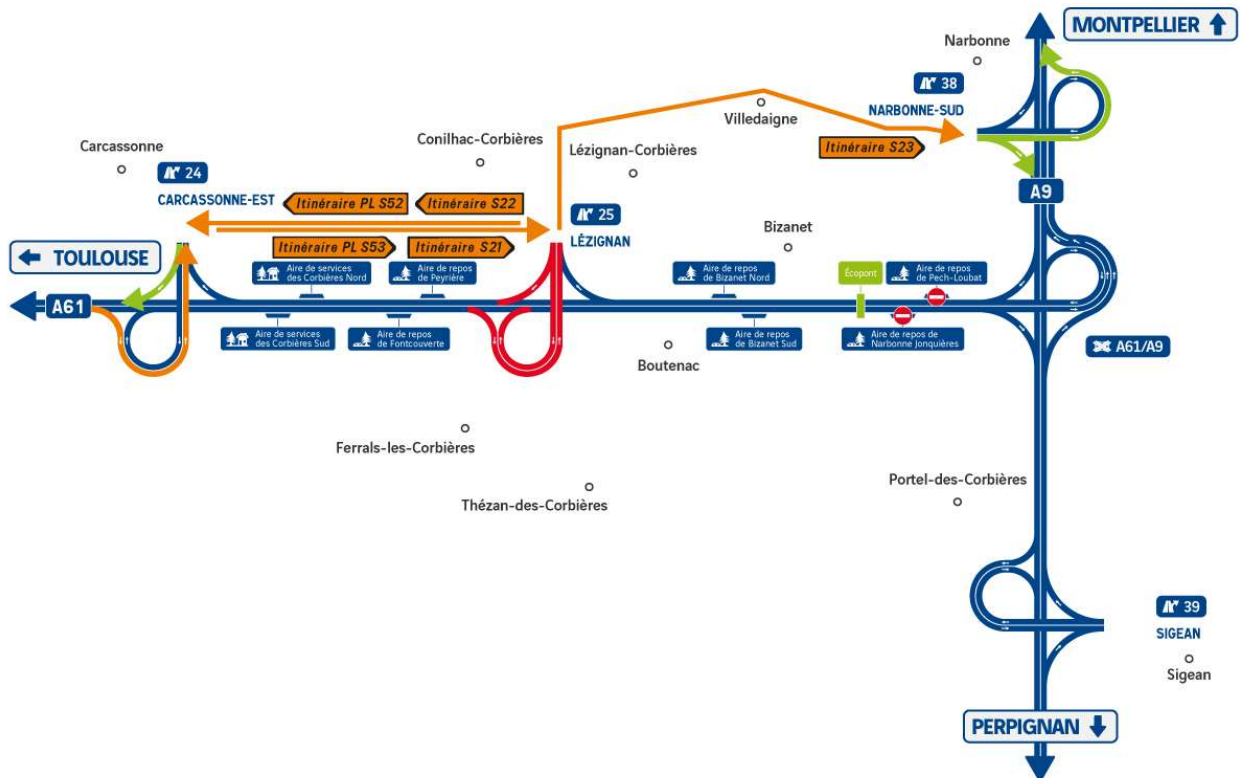 MONTPELLIER
Narbonne
38
NARBONNE-SUD
Villedaigne
Itinéraire S23
Carcassonne
Conilhac-Corbières
Lézignan-Corbières
24
CARCASSONNE-EST
Itinéraire PL S52
Itinéraire S22
25
LÉZIGNAN
Itinéraire PL S53
Itinéraire S21
Bizanet
A9
TOULOUSE
A61
Aire de services
des Corbières Nord
Aire de repos
de Peyrière
Aire de repos
de Bizanet Nord
Écopont
Aire de repos
de Pech-Loubat
Aire de services
des Corbières Sud
Aire de repos
de Fontcouverte
Aire de repos
de Bizanet Sud
Aire de repos de
Narbonne Jonquières
A61/A9
Boutenac
Ferrals-les-Corbières
Thézan-des-Corbières
Portel-des-Corbières
39
SIGEAN
Sigean
PERPIGNAN